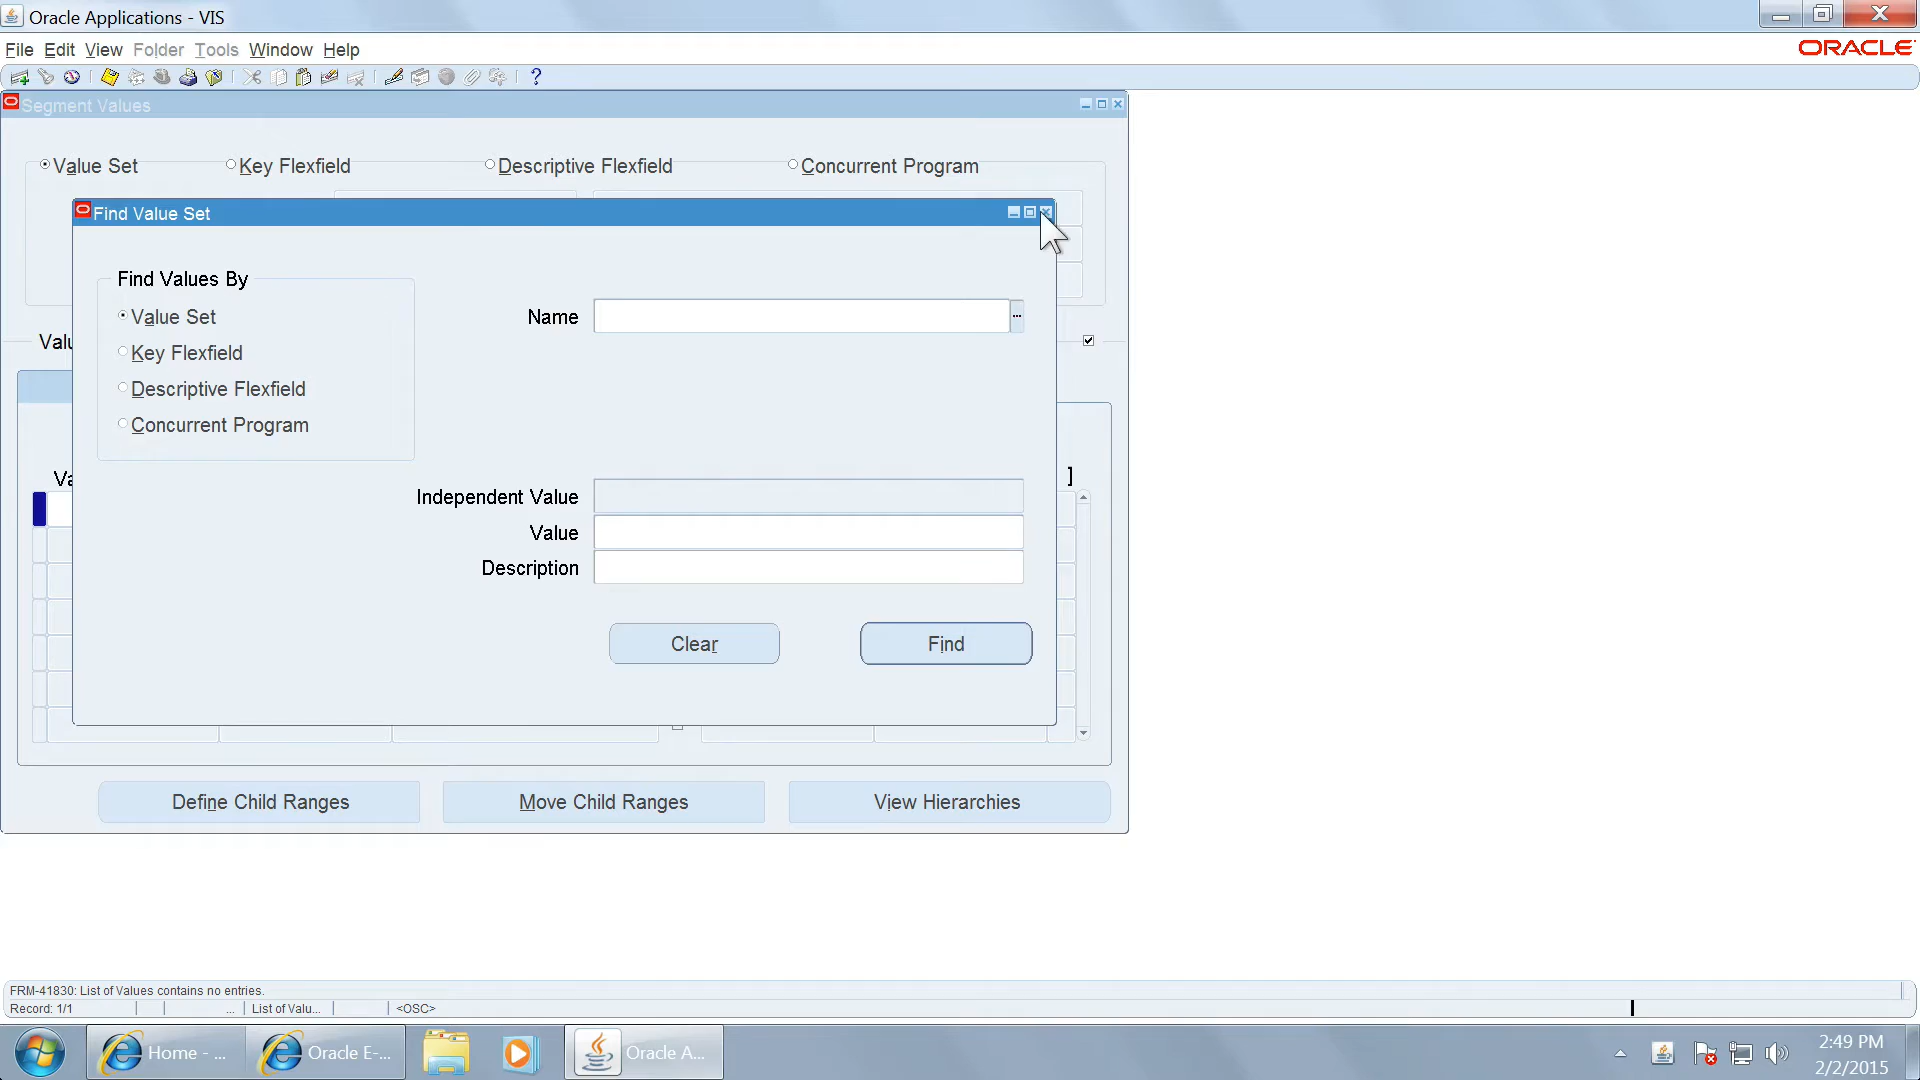 Oracle Applications - VIS
File Edit View Folder Tools Window Help
ORACLE
Segment Values
Value Set Key Flexfield Descriptive Flexfield Concurrent Program
Find Value Set
Find Values By
Value Set
Key Flexfield
Descriptive Flexfield
Concurrent Program
Name
...
Independent Value
Value
Description
Clear Find
Valu
Va
]
Define Child Ranges Move Child Ranges View Hierarchies
FRM-41830: List of Values contains no entries.
Record: 1/1 ... List of Valu... <OSC>
Home - ... Oracle E-... Oracle A...
2:49 PM
2/2/2015